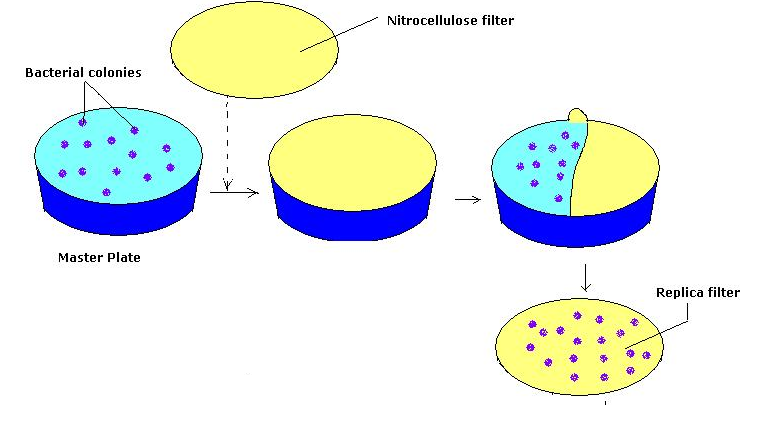 Nitrocellulose filter
Bacterial colonies
Master Plate
Replica filter